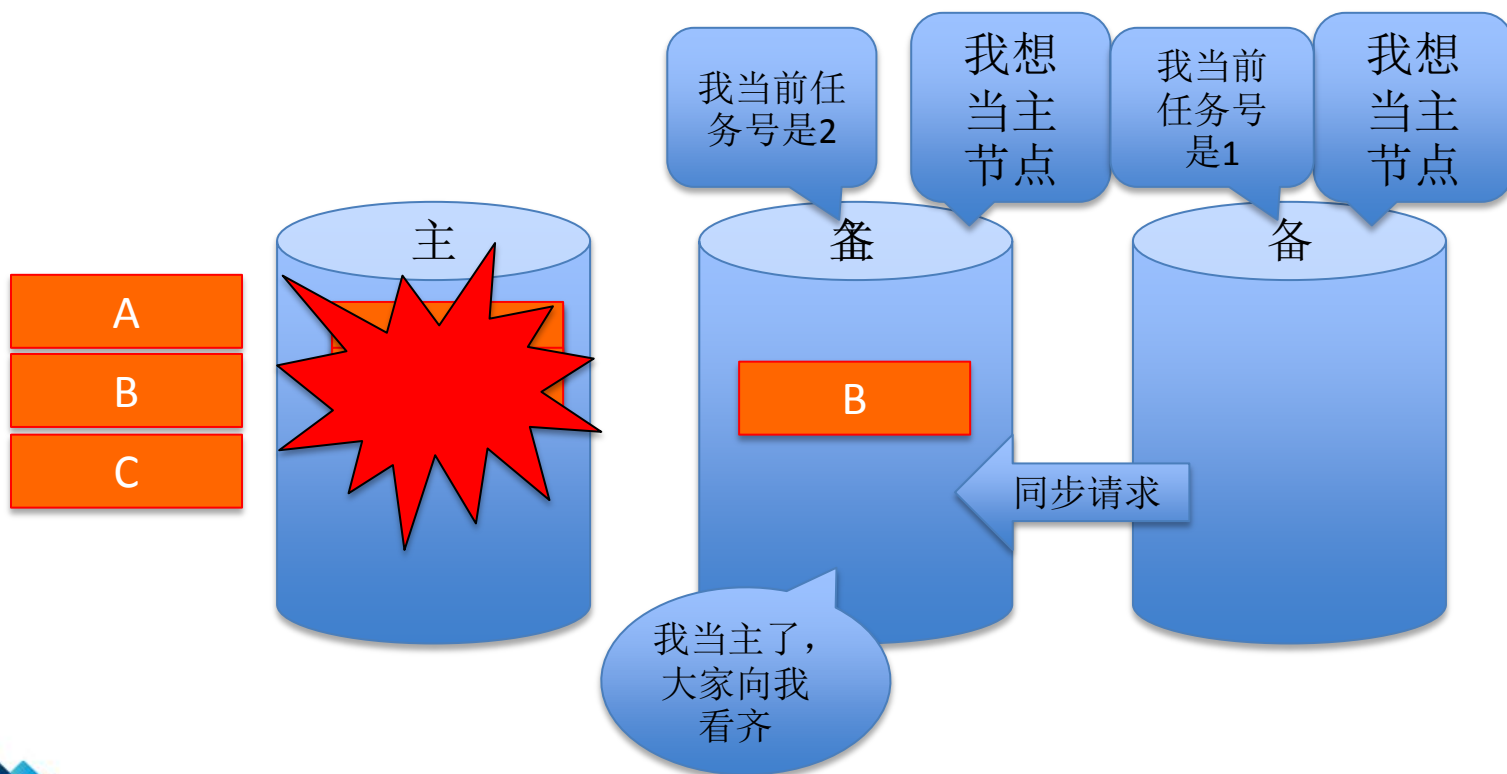 我当前任
务号是2
我想
当主
节点
我当前
任务号
是1
我想
当主
节点
主
备
A
B
C
B
同步请求
我当主了，
大家向我
看齐